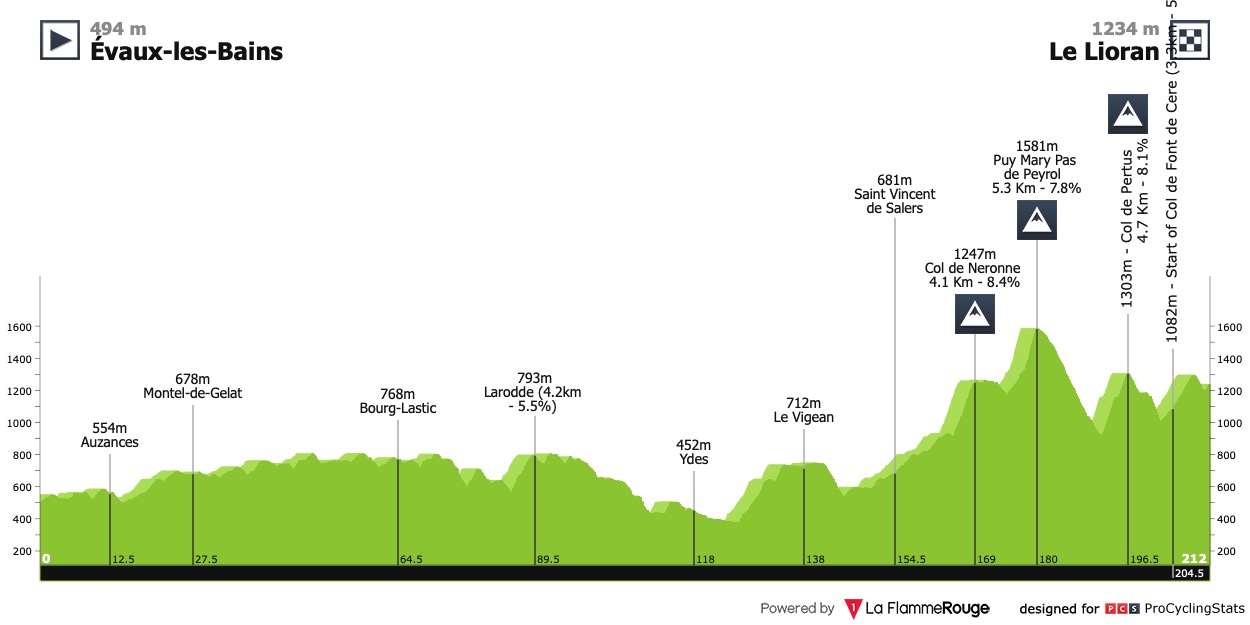 494 m
Évaux-les-Bains
1234 m
Le Lioran
554m
Auzances
678m
Montel-de-Gelat
768m
Bourg-Lastic
793m
Larodde (4.2km
- 5.5%)
452m
Ydes
712m
Le Vigean
681m
Saint Vincent
de Salers
1247m
Col de Neronne
4.1 Km - 8.4%
1581m
Puy Mary Pas
de Peyrol
5.3 Km - 7.8%
1303m - Col de Pertus
4.7 Km - 8.1%
1082m - Start of Col de Font de Cere (3.3km - 5
1600
1400
1200
1000
800
600
400
200
1600
1400
1200
1000
800
600
400
200
0
12.5
27.5
64.5
89.5
118
138
154.5
169
180
196.5
212
204.5
Powered by 1 La FlammeRouge
designed for PCS ProCyclingStats